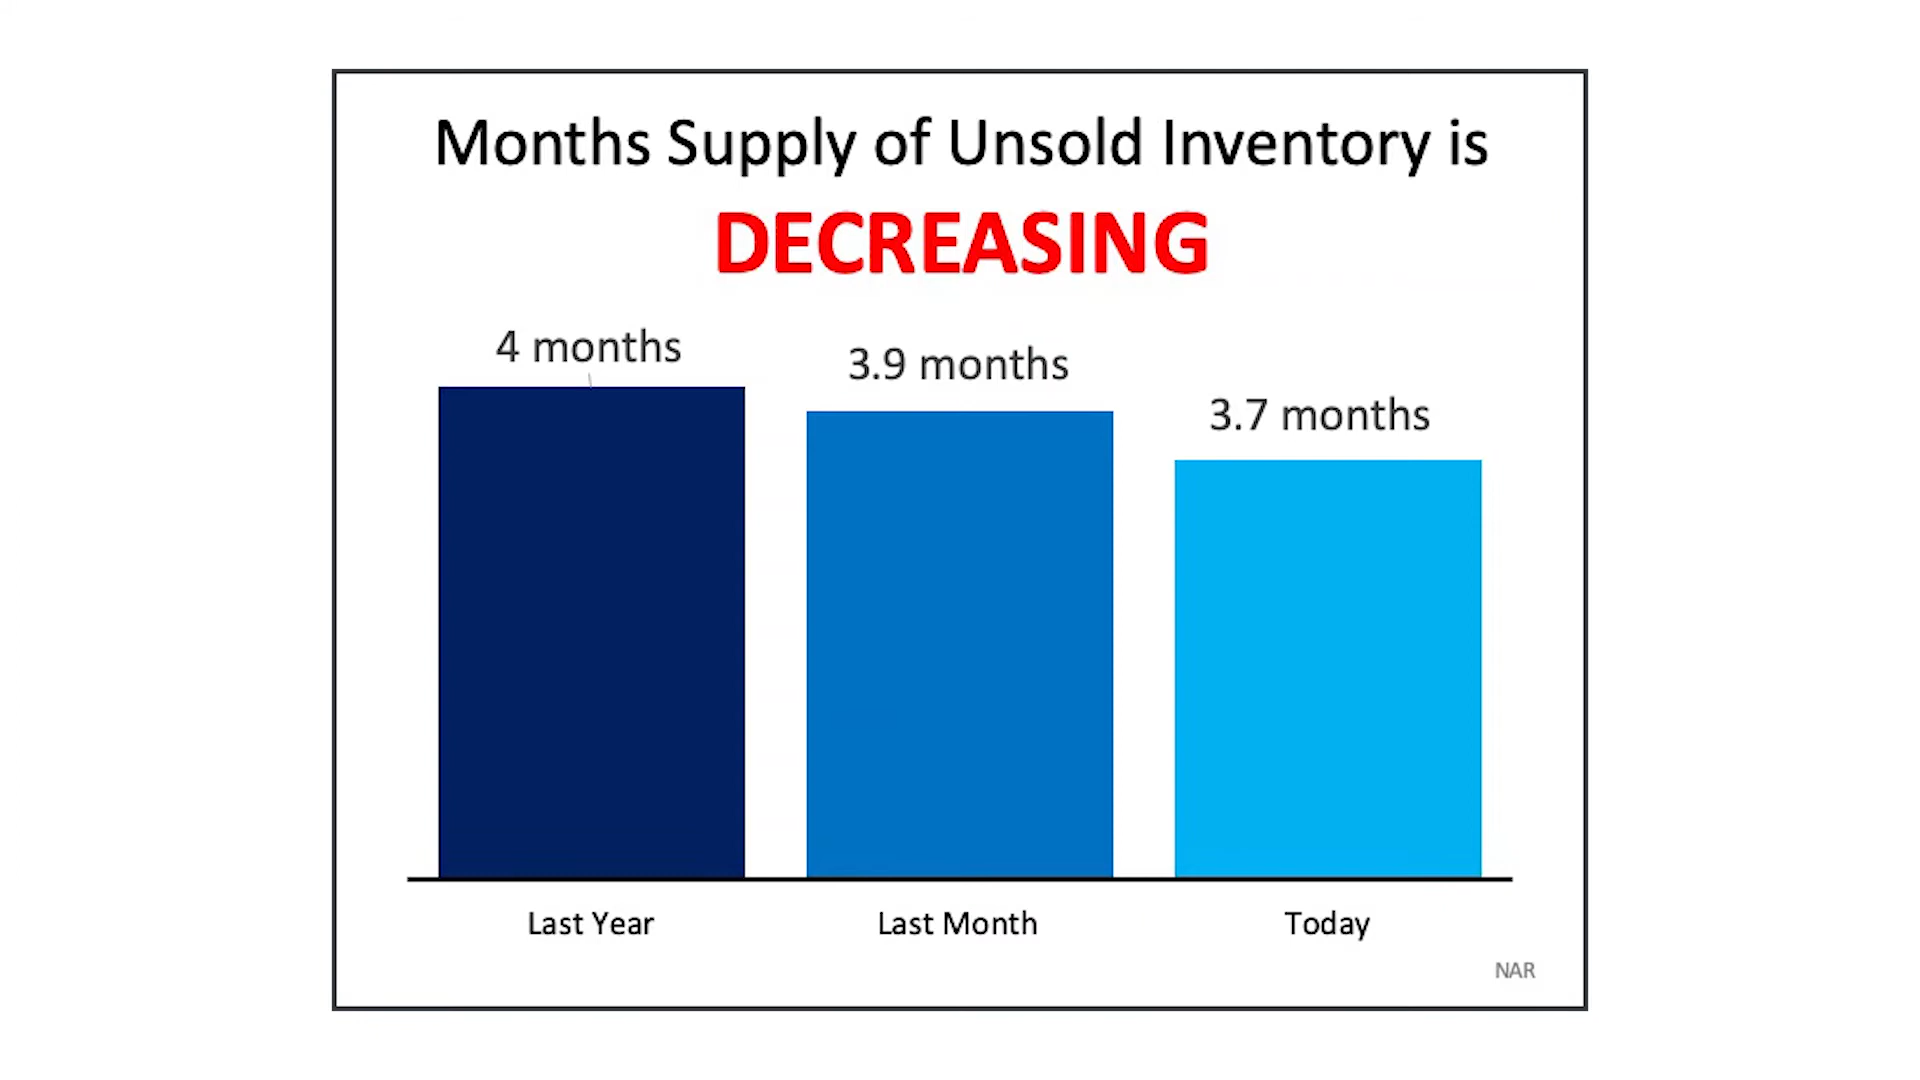 Months Supply of Unsold Inventory is
DECREASING
4 months
3.9 months
3.7 months
Last Year
Last Month
Today
NAR